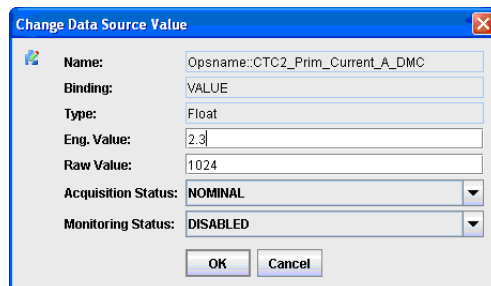 Change Data Source Value
Name: Opsname::CTC2_Prim_Current_A_DMC
Binding: VALUE
Type: Float
Eng. Value: 2.3
Raw Value: 1024
Acquisition Status: NOMINAL
Monitoring Status: DISABLED
OK Cancel